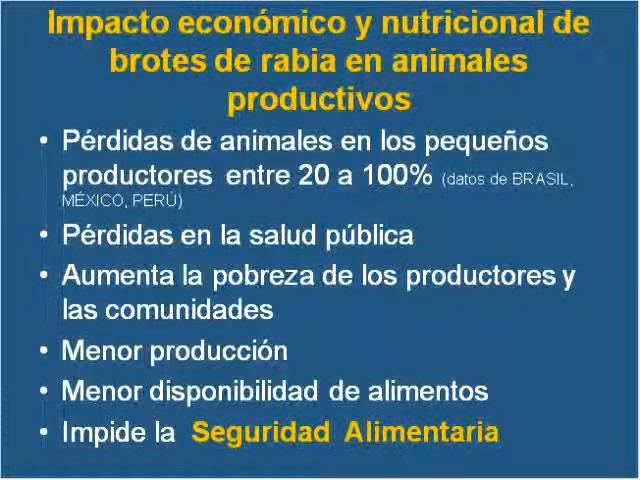 Impacto económico y nutricional de
brotes de rabia en animales
productivos
• Pérdidas de animales en los pequeños
productores entre 20 a 100% (datos de BRASIL,
MÉXICO, PERÚ)
• Pérdidas en la salud pública
• Aumenta la pobreza de los productores y
las comunidades
• Menor producción
• Menor disponibilidad de alimentos
• Impide la Seguridad Alimentaria